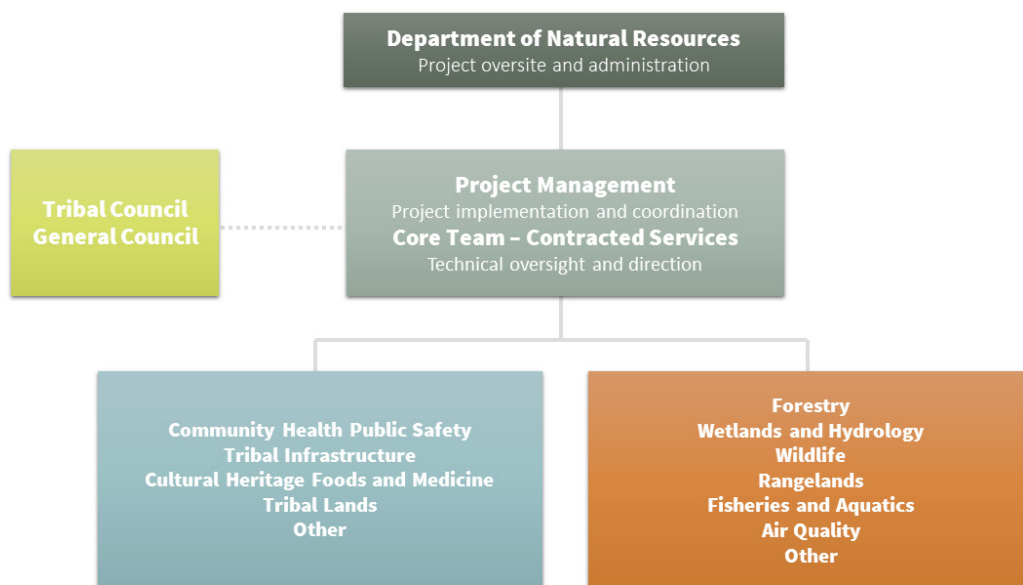 Department of Natural Resources
Project oversite and administration
Tribal Council
General Council
Project Management
Project implementation and coordination
Core Team – Contracted Services
Technical oversight and direction
Community Health Public Safety
Tribal Infrastructure
Cultural Heritage Foods and Medicine
Tribal Lands
Other
Forestry
Wetlands and Hydrology
Wildlife
Rangelands
Fisheries and Aquatics
Air Quality
Other